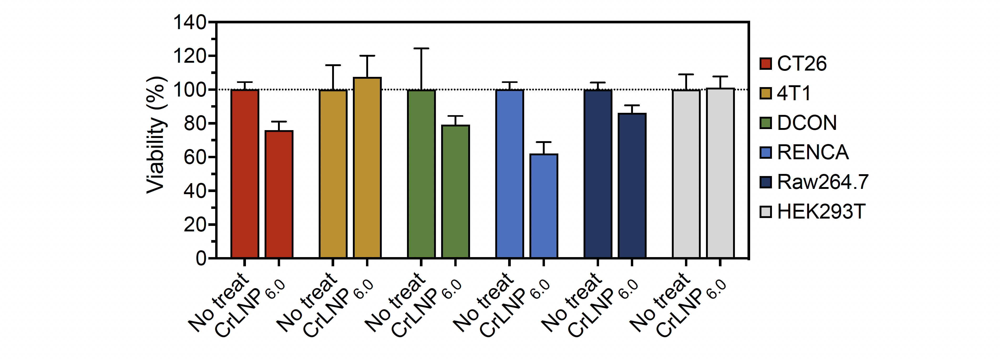 Viability (%)
140
120
100
80
60
40
20
0
No treat
CrLNP 6.0
No treat
CrLNP 6.0
No treat
CrLNP 6.0
No treat
CrLNP 6.0
No treat
CrLNP 6.0
No treat
CrLNP 6.0
CT26
4T1
DCON
RENCA
Raw264.7
HEK293T